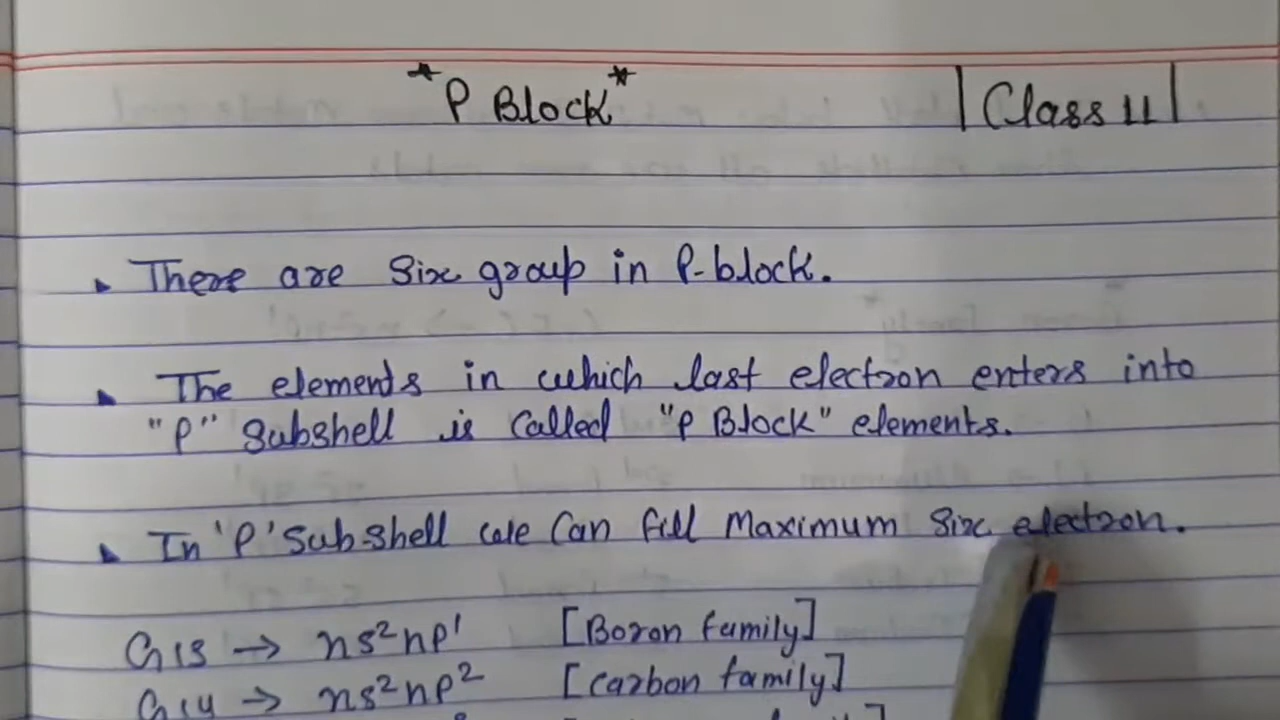 *P Block*
|Class 11|
There are six group in P-block.
The elements in which last electron enters into
"P" subshell is called "P Block" elements.
In 'P' subshell we can fill maximum six electron.
G13 → ns²np¹ [Boron family]
G14 → ns²np² [carbon family]